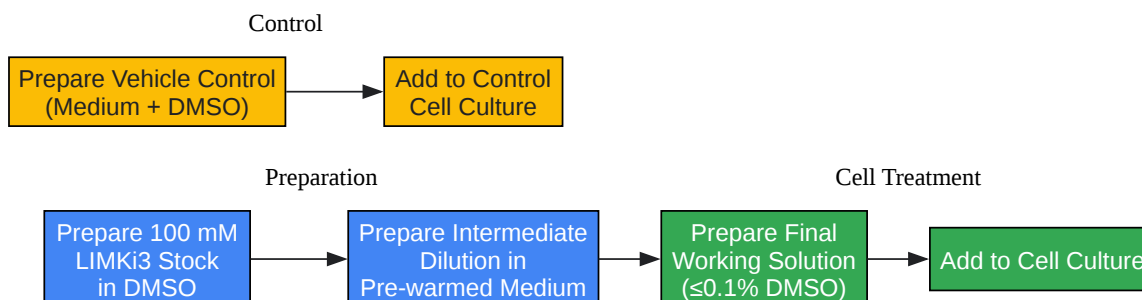 Control
Prepare Vehicle Control
(Medium + DMSO)
Add to Control
Cell Culture
Preparation
Cell Treatment
Prepare 100 mM
LIMKi3 Stock
in DMSO
Prepare Intermediate
Dilution in
Pre-warmed Medium
Prepare Final
Working Solution
(≤0.1% DMSO)
Add to Cell Culture